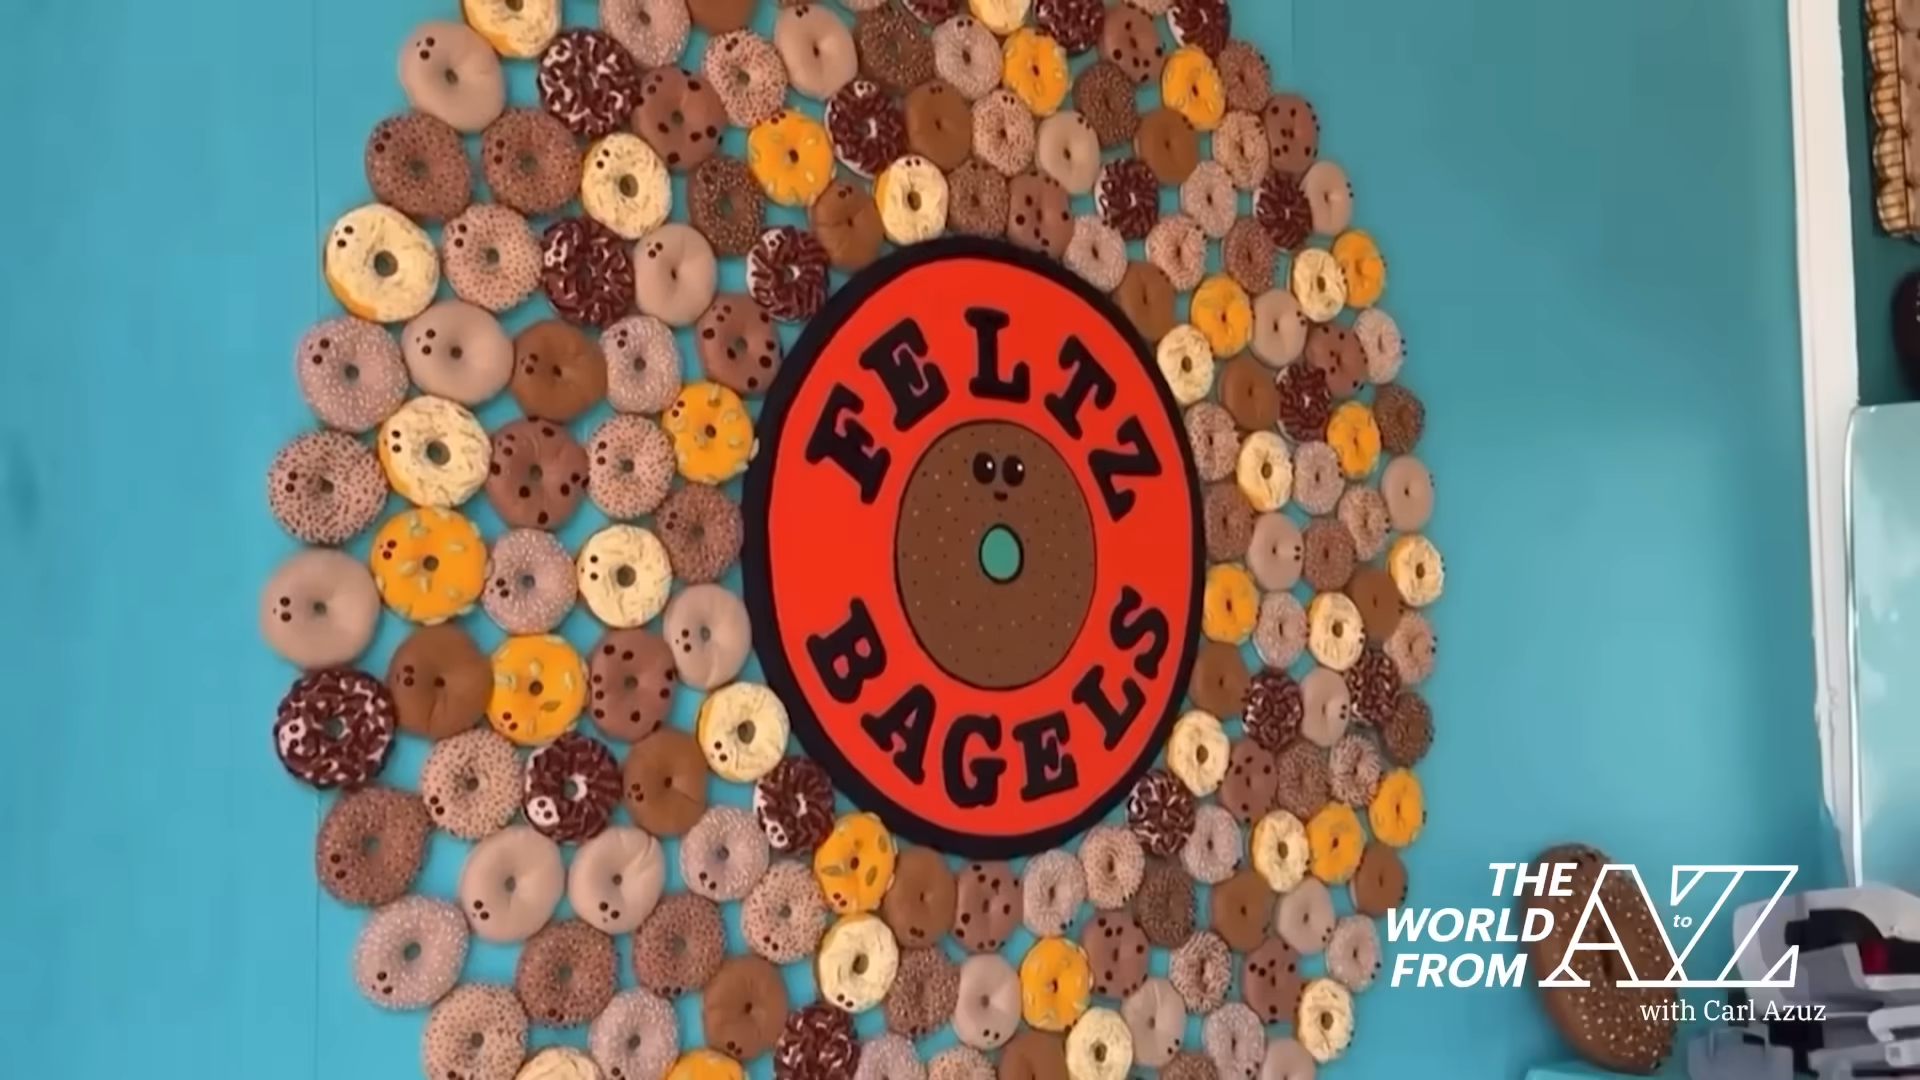 FELTZ
BAGELS
THE
WORLD
FROM
A to Z
with Carl Azuz